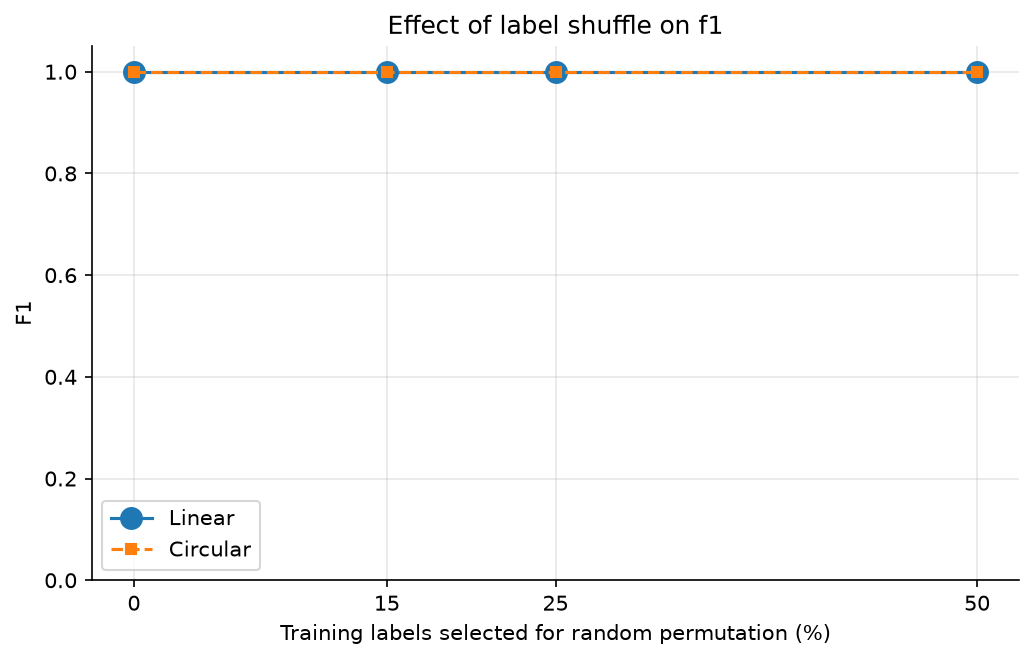 Effect of label shuffle on f1
1.0
0.8
0.6
0.4
0.2
0.0
F1
Linear
Circular
0 15 25 50
Training labels selected for random permutation (%)